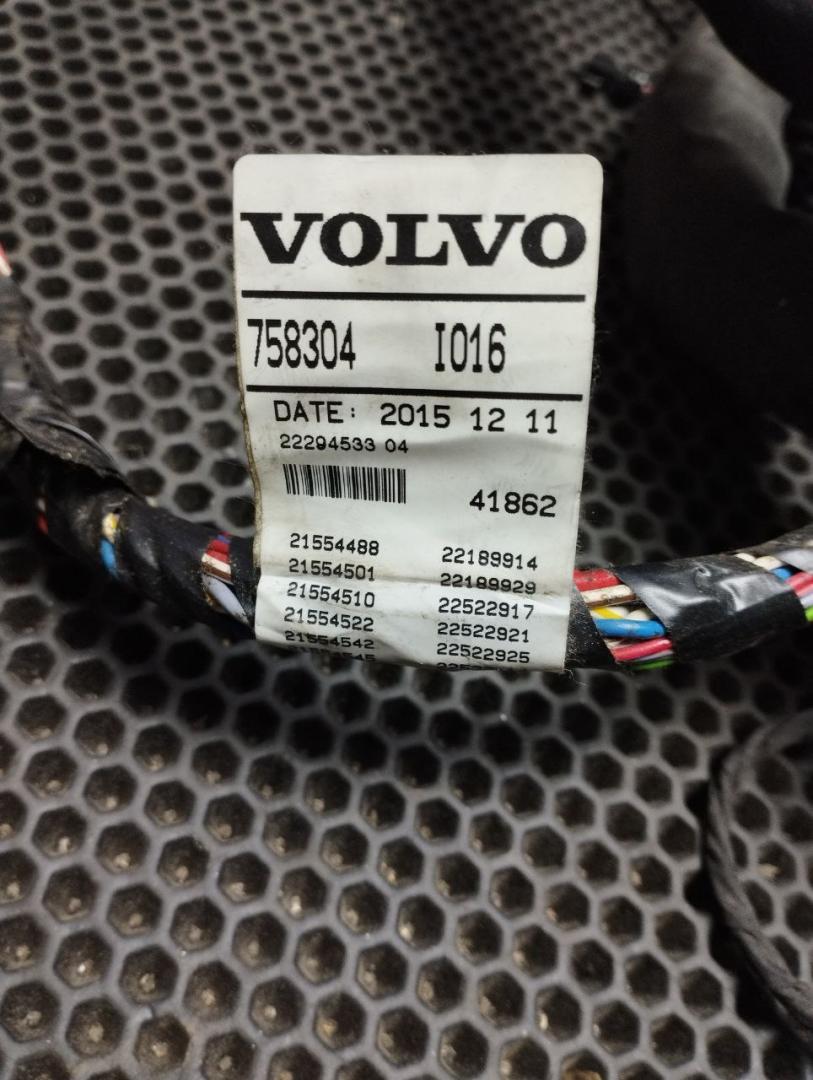 VOLVO
758304 I016
DATE: 2015 12 11
22294533 04
41862
21554488 22189914
21554501 22189929
21554510 22522917
21554522 22522921
21554542 22522925